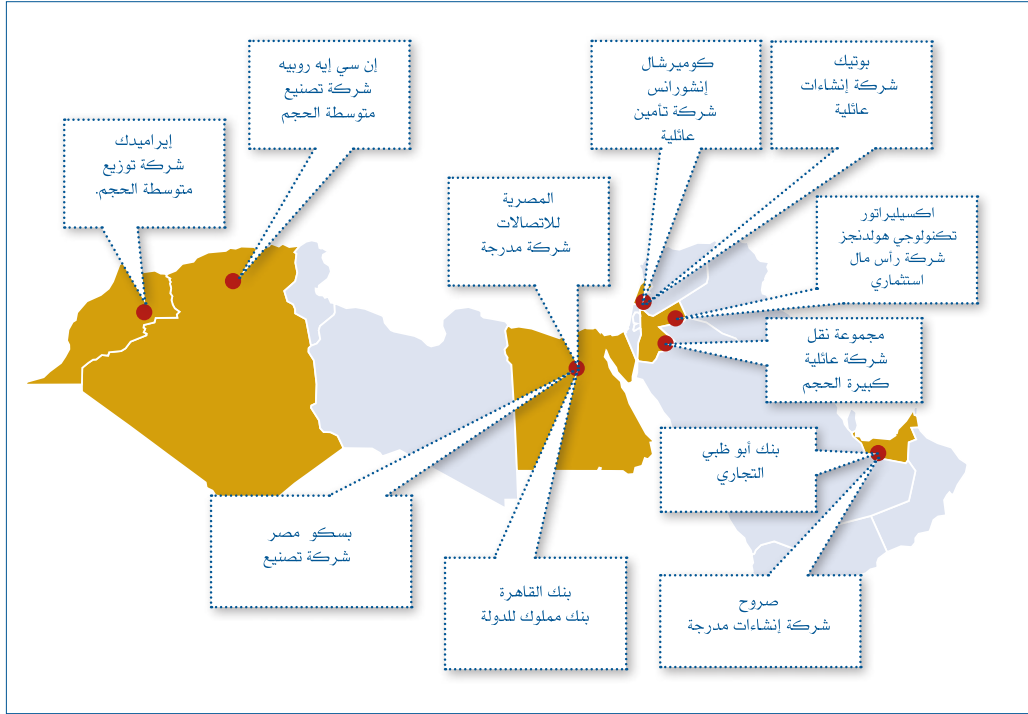 بوتيك
شركة إنشاءات
عائلية
كوميرشال
إنشورانس
شركة تأمين
عائلية
إن سي إيه روبيه
شركة تصنيع
متوسطة الحجم
إيراميدك
شركة توزيع
متوسطة الحجم.
المصرية
للاتصالات
شركة مدرجة
اكسيليراتور
تكنولوجي هولدنجز
شركة رأس مال
استثماري
مجموعة نقل
شركة عائلية
كبيرة الحجم
بنك أبو ظبي
التجاري
بسكو مصر
شركة تصنيع
بنك القاهرة
بنك مملوك للدولة
صروح
شركة إنشاءات مدرجة